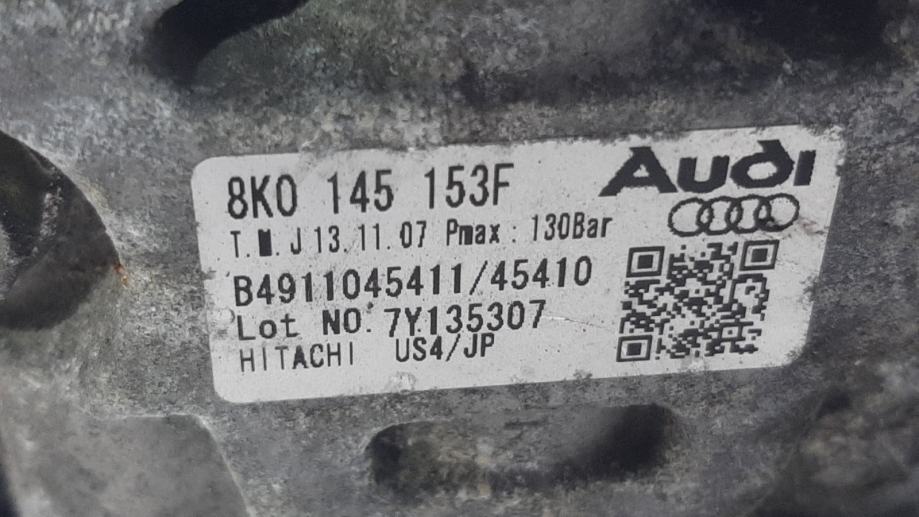 Audi
8K0 145 153F
T.M.J 13.11.07 Pmax : 130Bar
B4911045411/45410
Lot NO. 7Y135307
HITACHI US4/JP